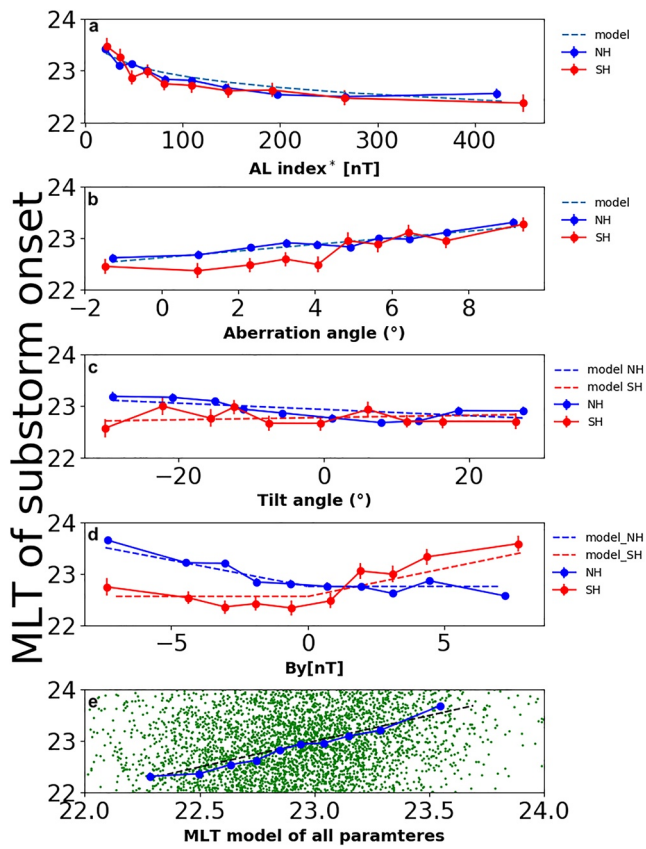 MLT of substorm onset
a
24
23
22
0
100
200
300
400
AL index* [nT]
model
NH
SH
b
24
23
22
−2
0
2
4
6
8
Aberration angle (°)
model
NH
SH
c
24
23
22
−20
0
20
Tilt angle (°)
model NH
model SH
NH
SH
d
24
23
22
−5
0
5
By[nT]
model_NH
model_SH
NH
SH
e
24
23
22
22.0
22.5
23.0
23.5
24.0
MLT model of all paramteres